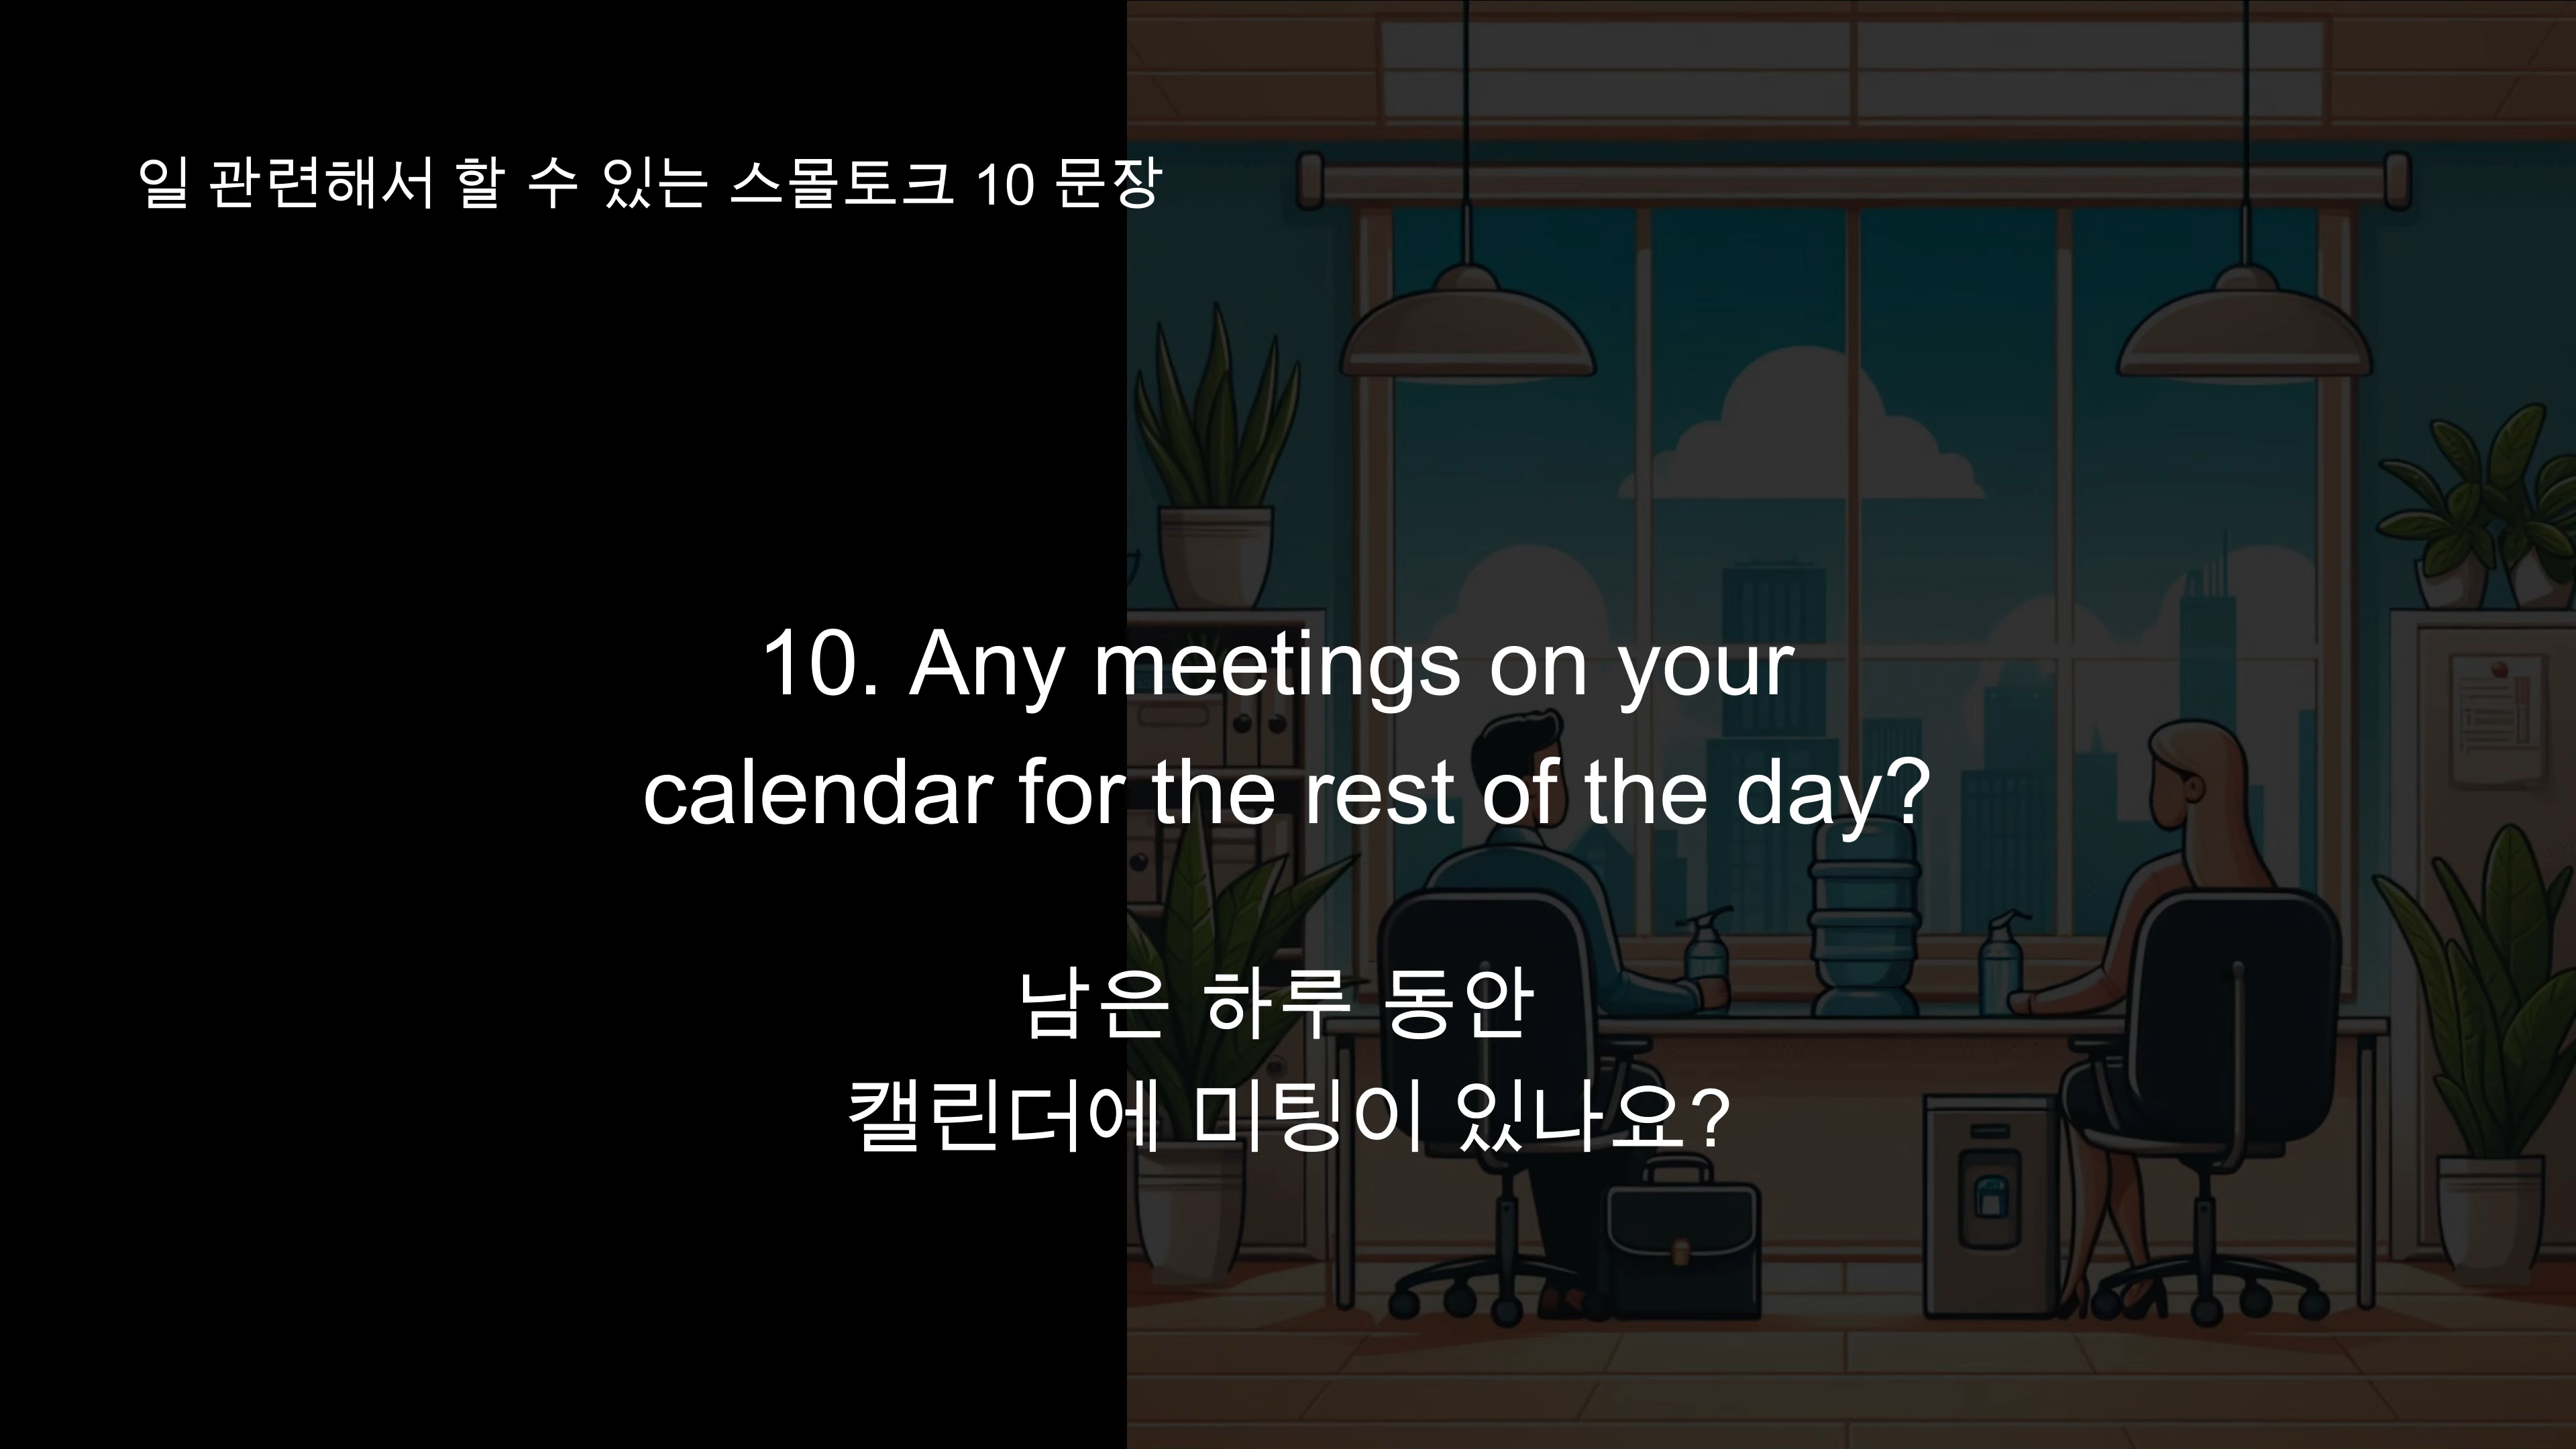 일 관련해서 할 수 있는 스몰토크 10 문장
10. Any meetings on your
calendar for the rest of the day?
남은 하루 동안
캘린더에 미팅이 있나요?